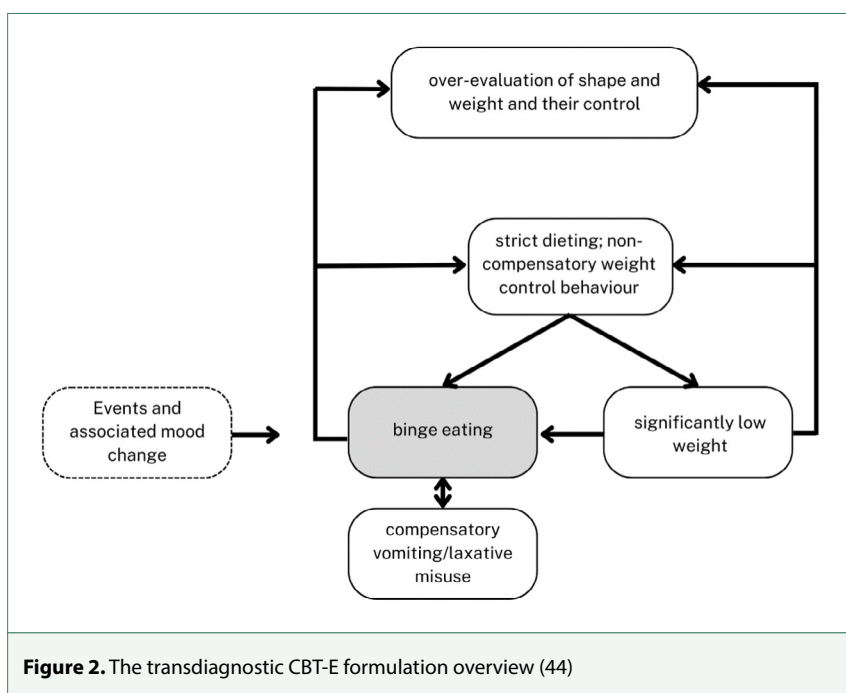 over-evaluation of shape and
weight and their control
strict dieting; non-
compensatory weight
control behaviour
Events and
associated mood
change
binge eating
significantly low
weight
compensatory
vomiting/laxative
misuse
Figure 2. The transdiagnostic CBT-E formulation overview (44)